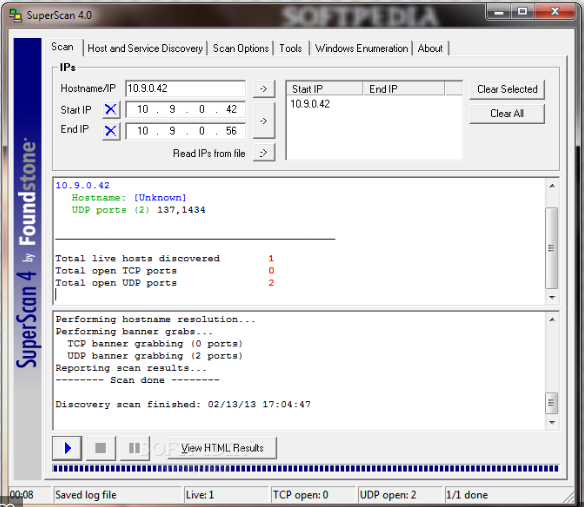 SuperScan 4.0
SOFTPEDIA
Scan
Host and Service Discovery
Scan Options
Tools
Windows Enumeration
About
IPs
Hostname/IP 10.9.0.42 ->
Start IP X 10 . 9 . 0 . 42
End IP X 10 . 9 . 0 . 56
->
Read IPs from file ->
Start IP End IP
10.9.0.42
Clear Selected
Clear All
SuperScan 4 by Foundstone
10.9.0.42
Hostname: [Unknown]
UDP ports (2) 137,1434
Total live hosts discovered 1
Total open TCP ports 0
Total open UDP ports 2
Performing hostname resolution...
Performing banner grabs...
TCP banner grabbing (0 ports)
UDP banner grabbing (2 ports)
Reporting scan results...
-------- Scan done --------
Discovery scan finished: 02/13/13 17:04:47
SOFTPEDIA
View HTML Results
00:08 Saved log file Live: 1 TCP open: 0 UDP open: 2 1/1 done